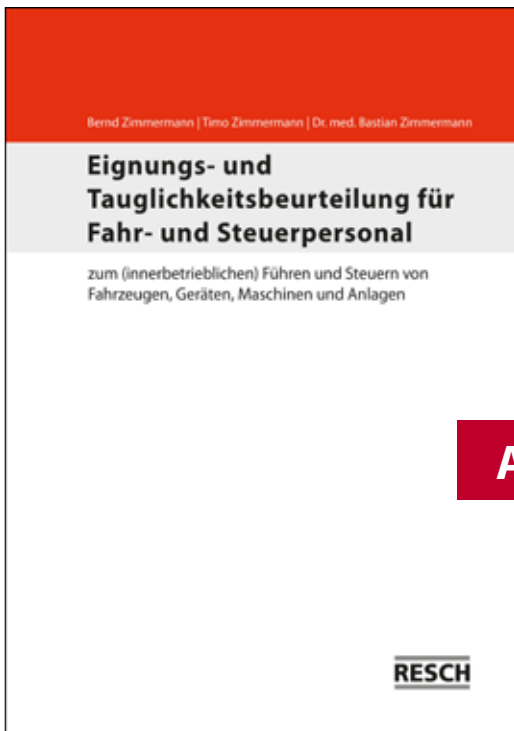 Bernd Zimmermann | Timo Zimmermann | Dr. med. Bastian Zimmermann
Eignungs- und
Tauglichkeitsbeurteilung für
Fahr- und Steuerpersonal
zum (innerbetrieblichen) Führen und Steuern von
Fahrzeugen, Geräten, Maschinen und Anlagen
A
RESCH